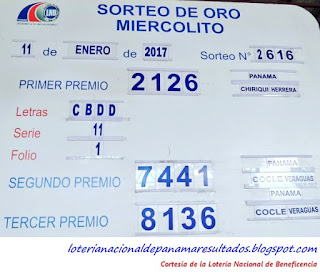 LNB
SORTEO DE ORO
MIERCOLITO
11 de ENERO de 2017 Sorteo N° 2616
PRIMER PREMIO 2126 PANAMA
CHIRIQUI HERRERA
Letras CBDD
Serie 11
Folio 1
SEGUNDO PREMIO 7441 PANAMA
COCLE VERAGUAS
TERCER PREMIO 8136 PANAMA
COCLE VERAGUAS
loterianacionaldepanamaresultados.blogspot.com
Cortesía de la Lotería Nacional de Beneficencia